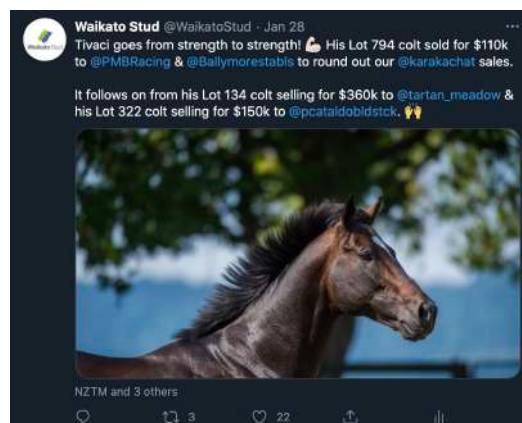 Waikato Stud @WaikatoStud · Jan 28
Tivaci goes from strength to strength! 💪 His Lot 794 colt sold for $110k
to @PMBRacing & @Ballymorestabls to round out our @karakachat sales.
It follows on from his Lot 134 colt selling for $360k to @tartan_meadow &
his Lot 322 colt selling for $150k to @pcataldobldstck. 🙌
NZTM and 3 others
3 22